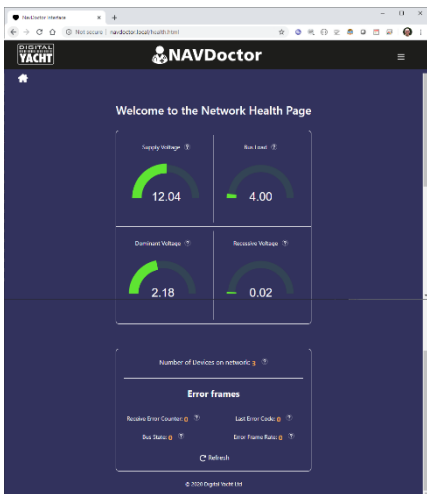 NavDoctor Interface
Not secure | navdoctor.local/health.html
DIGITAL
YACHT
NAVDoctor
Welcome to the Network Health Page
Supply Voltage ?
Bus Load ?
12.04
4.00
Dominant Voltage ?
Recessive Voltage ?
2.18
0.02
Number of Devices on network: 3 ?
Error frames
Receive Error Counter: 0 ?
Last Error Code: 0 ?
Bus State: 0 ?
Error Frame Rate: 0 ?
Refresh
© 2020 Digital Yacht Ltd